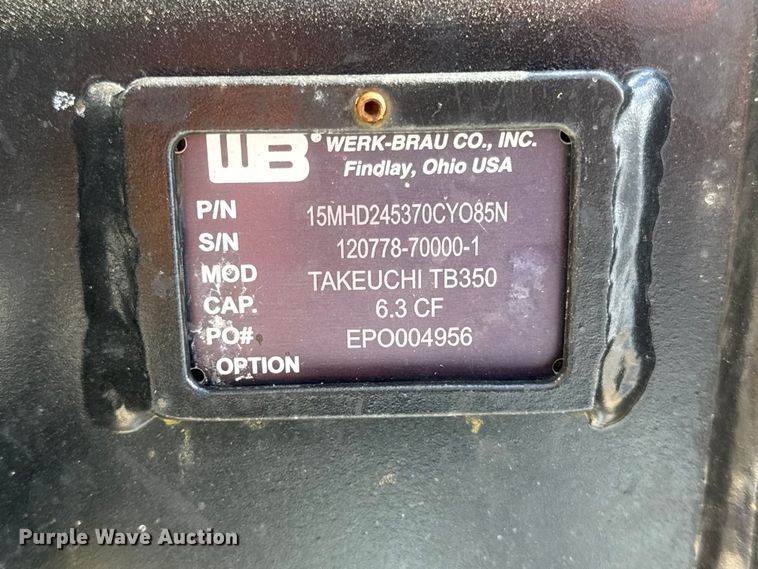 WB® WERK-BRAU CO., INC.
Findlay, Ohio USA
P/N 15MHD245370CYO85N
S/N 120778-70000-1
MOD TAKEUCHI TB350
CAP. 6.3 CF
PO# EPO004956
OPTION
Purple Wave Auction